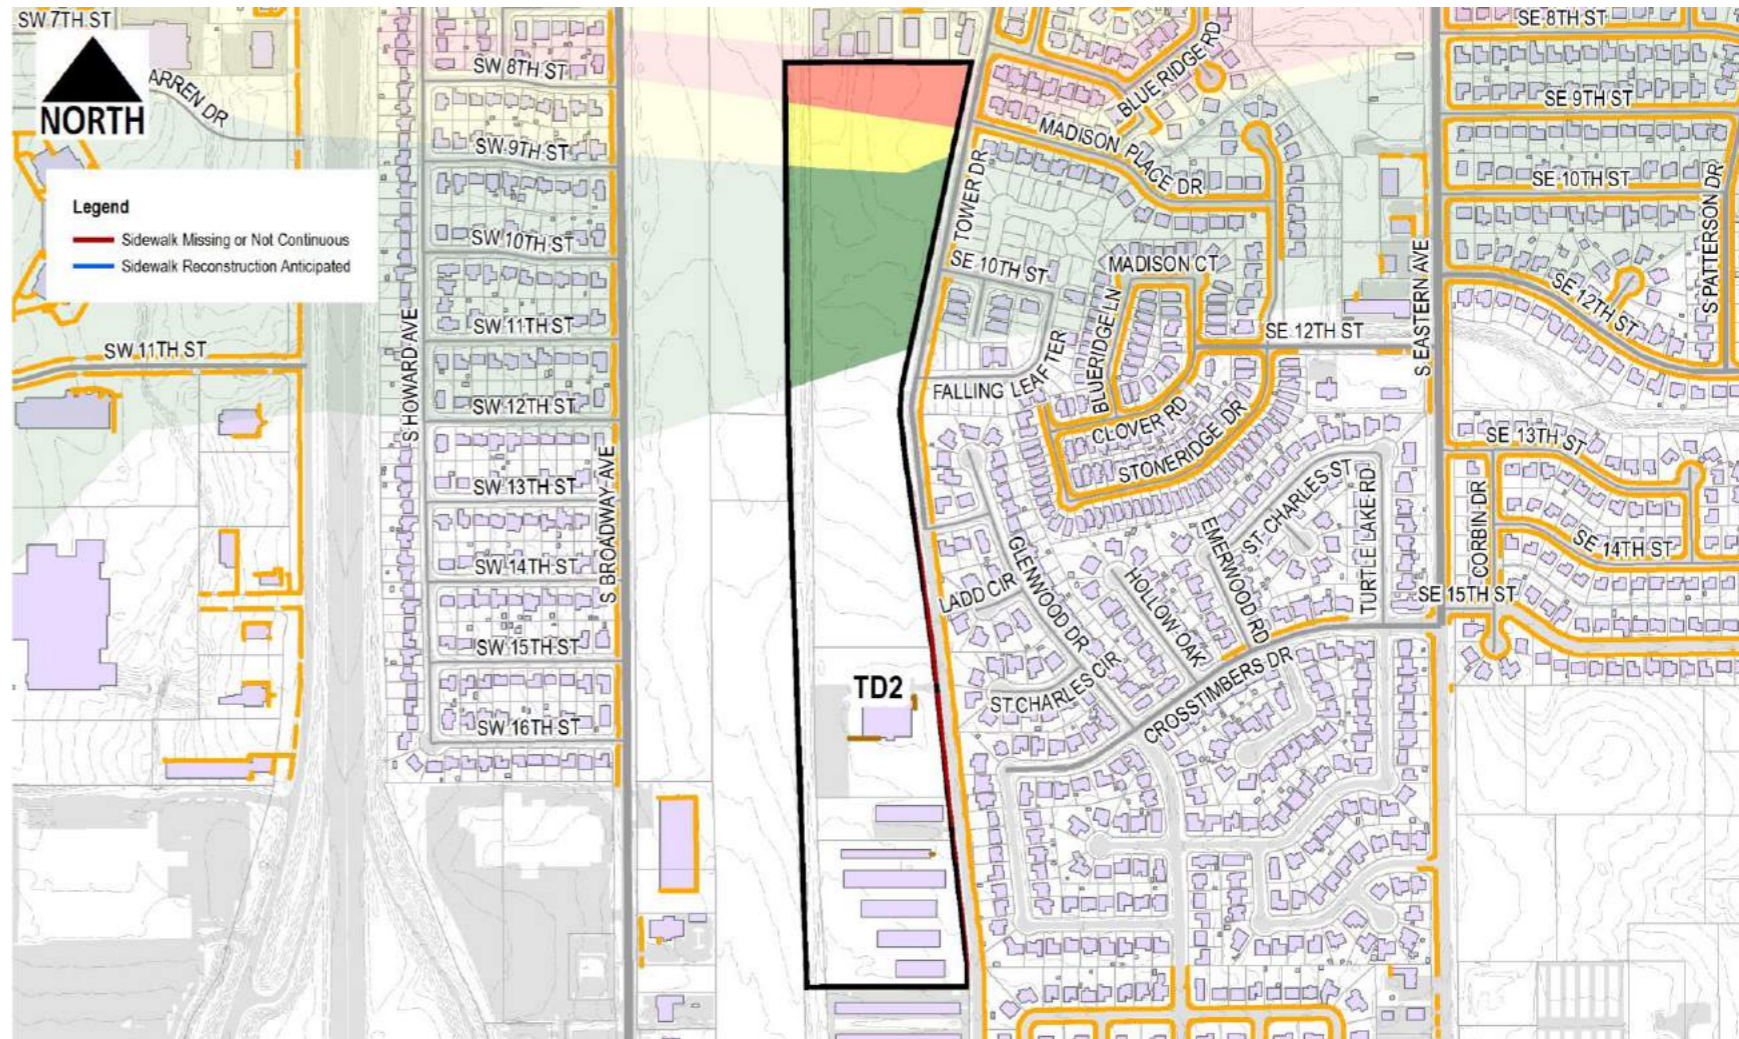 SW 7TH ST
SE 8TH ST
BLUE RIDGE RD
SW 8TH ST
ARREN DR
NORTH
SE 9TH ST
MADISON PLACE DR
SW 9TH ST
SE 10TH ST
TOWER DR
S PATTERSON DR
Legend
Sidewalk Missing or Not Continuous
Sidewalk Reconstruction Anticipated
SW 10TH ST
SE 10TH ST
MADISON CT
S EASTERN AVE
SE 12TH ST
SW 11TH ST
SE 12TH ST
S HOWARD AVE
SW 11TH ST
BLUERIDGE LN
FALLING LEAF TER
SW 12TH ST
CLOVER RD
STONERIDGE DR
SE 13TH ST
SW 13TH ST
S BROADWAY AVE
ST CHARLES ST
TURTLE LAKE RD
CORBIN DR
SE 14TH ST
EMERWOOD RD
GLENWOOD DR
SW 14TH ST
HOLLOW OAK
LADD CIR
SE 15TH ST
SW 15TH ST
CROSSTIMBERS DR
ST CHARLES CIR
TD2
SW 16TH ST